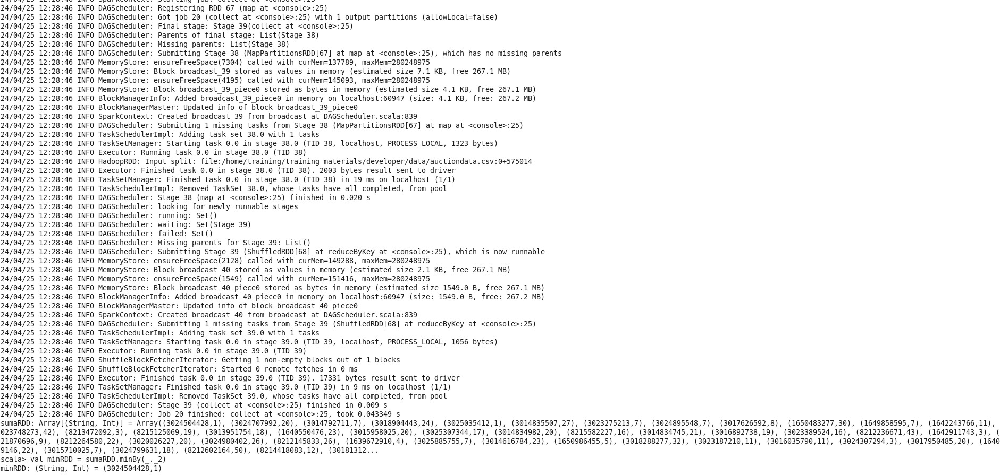 24/04/25 12:28:46 INFO SparkContext: Starting job: collect at <console>:25
24/04/25 12:28:46 INFO DAGScheduler: Registering RDD 67 (map at <console>:25)
24/04/25 12:28:46 INFO DAGScheduler: Got job 20 (collect at <console>:25) with 1 output partitions (allowLocal=false)
24/04/25 12:28:46 INFO DAGScheduler: Final stage: Stage 39(collect at <console>:25)
24/04/25 12:28:46 INFO DAGScheduler: Parents of final stage: List(Stage 38)
24/04/25 12:28:46 INFO DAGScheduler: Missing parents: List(Stage 38)
24/04/25 12:28:46 INFO DAGScheduler: Submitting Stage 38 (MapPartitionsRDD[67] at map at <console>:25), which has no missing parents
24/04/25 12:28:46 INFO MemoryStore: ensureFreeSpace(7304) called with curMem=137789, maxMem=280248975
24/04/25 12:28:46 INFO MemoryStore: Block broadcast_39 stored as values in memory (estimated size 7.1 KB, free 267.1 MB)
24/04/25 12:28:46 INFO MemoryStore: ensureFreeSpace(4195) called with curMem=145093, maxMem=280248975
24/04/25 12:28:46 INFO MemoryStore: Block broadcast_39_piece0 stored as bytes in memory (estimated size 4.1 KB, free 267.1 MB)
24/04/25 12:28:46 INFO BlockManagerInfo: Added broadcast_39_piece0 in memory on localhost:60947 (size: 4.1 KB, free: 267.2 MB)
24/04/25 12:28:46 INFO BlockManagerMaster: Updated info of block broadcast_39_piece0
24/04/25 12:28:46 INFO SparkContext: Created broadcast 39 from broadcast at DAGScheduler.scala:839
24/04/25 12:28:46 INFO DAGScheduler: Submitting 1 missing tasks from Stage 38 (MapPartitionsRDD[67] at map at <console>:25)
24/04/25 12:28:46 INFO TaskSchedulerImpl: Adding task set 38.0 with 1 tasks
24/04/25 12:28:46 INFO TaskSetManager: Starting task 0.0 in stage 38.0 (TID 38, localhost, PROCESS_LOCAL, 1323 bytes)
24/04/25 12:28:46 INFO Executor: Running task 0.0 in stage 38.0 (TID 38)
24/04/25 12:28:46 INFO HadoopRDD: Input split: file:/home/training/training_materials/developer/data/auctiondata.csv:0+575014
24/04/25 12:28:46 INFO Executor: Finished task 0.0 in stage 38.0 (TID 38). 2003 bytes result sent to driver
24/04/25 12:28:46 INFO TaskSetManager: Finished task 0.0 in stage 38.0 (TID 38) in 19 ms on localhost (1/1)
24/04/25 12:28:46 INFO TaskSchedulerImpl: Removed TaskSet 38.0, whose tasks have all completed, from pool
24/04/25 12:28:46 INFO DAGScheduler: Stage 38 (map at <console>:25) finished in 0.020 s
24/04/25 12:28:46 INFO DAGScheduler: looking for newly runnable stages
24/04/25 12:28:46 INFO DAGScheduler: running: Set()
24/04/25 12:28:46 INFO DAGScheduler: waiting: Set(Stage 39)
24/04/25 12:28:46 INFO DAGScheduler: failed: Set()
24/04/25 12:28:46 INFO DAGScheduler: Missing parents for Stage 39: List()
24/04/25 12:28:46 INFO DAGScheduler: Submitting Stage 39 (ShuffledRDD[68] at reduceByKey at <console>:25), which is now runnable
24/04/25 12:28:46 INFO MemoryStore: ensureFreeSpace(2128) called with curMem=149288, maxMem=280248975
24/04/25 12:28:46 INFO MemoryStore: Block broadcast_40 stored as values in memory (estimated size 2.1 KB, free 267.1 MB)
24/04/25 12:28:46 INFO MemoryStore: ensureFreeSpace(1549) called with curMem=151416, maxMem=280248975
24/04/25 12:28:46 INFO MemoryStore: Block broadcast_40_piece0 stored as bytes in memory (estimated size 1549.0 B, free 267.1 MB)
24/04/25 12:28:46 INFO BlockManagerInfo: Added broadcast_40_piece0 in memory on localhost:60947 (size: 1549.0 B, free: 267.2 MB)
24/04/25 12:28:46 INFO BlockManagerMaster: Updated info of block broadcast_40_piece0
24/04/25 12:28:46 INFO SparkContext: Created broadcast 40 from broadcast at DAGScheduler.scala:839
24/04/25 12:28:46 INFO DAGScheduler: Submitting 1 missing tasks from Stage 39 (ShuffledRDD[68] at reduceByKey at <console>:25)
24/04/25 12:28:46 INFO TaskSchedulerImpl: Adding task set 39.0 with 1 tasks
24/04/25 12:28:46 INFO TaskSetManager: Starting task 0.0 in stage 39.0 (TID 39, localhost, PROCESS_LOCAL, 1056 bytes)
24/04/25 12:28:46 INFO Executor: Running task 0.0 in stage 39.0 (TID 39)
24/04/25 12:28:46 INFO ShuffleBlockFetcherIterator: Getting 1 non-empty blocks out of 1 blocks
24/04/25 12:28:46 INFO ShuffleBlockFetcherIterator: Started 0 remote fetches in 0 ms
24/04/25 12:28:46 INFO Executor: Finished task 0.0 in stage 39.0 (TID 39). 17331 bytes result sent to driver
24/04/25 12:28:46 INFO TaskSetManager: Finished task 0.0 in stage 39.0 (TID 39) in 9 ms on localhost (1/1)
24/04/25 12:28:46 INFO TaskSchedulerImpl: Removed TaskSet 39.0, whose tasks have all completed, from pool
24/04/25 12:28:46 INFO DAGScheduler: Stage 39 (collect at <console>:25) finished in 0.009 s
24/04/25 12:28:46 INFO DAGScheduler: Job 20 finished: collect at <console>:25, took 0.043349 s
sumaRDD: Array[(String, Int)] = Array((3024504428,1), (3024707992,20), (3014792711,7), (3018904443,24), (3025035412,1), (3014835507,27), (3023275213,7), (3024895548,7), (3017626592,8), (1650483277,30), (1649858595,7), (1642243766,11),
023748273,42), (8213472092,3), (8215125069,19), (3013951754,18), (1640550476,23), (3015958025,20), (3025307344,17), (3014834982,20), (8215582227,16), (3014834745,21), (3016892738,19), (3023389524,16), (8212236671,43), (1642911743,3), (
21870696,9), (8212264580,22), (3020026227,20), (3024980402,26), (8212145833,26), (1639672910,4), (3025885755,7), (3014616784,23), (1650986455,5), (3018288277,32), (3023187210,11), (3016035790,11), (3024307294,3), (3017950485,20), (1640
9146,22), (3015710025,7), (3024799631,18), (8212602164,50), (8214418083,12), (30181312...
scala> val minRDD = sumaRDD.minBy(_._2)
minRDD: (String, Int) = (3024504428,1)